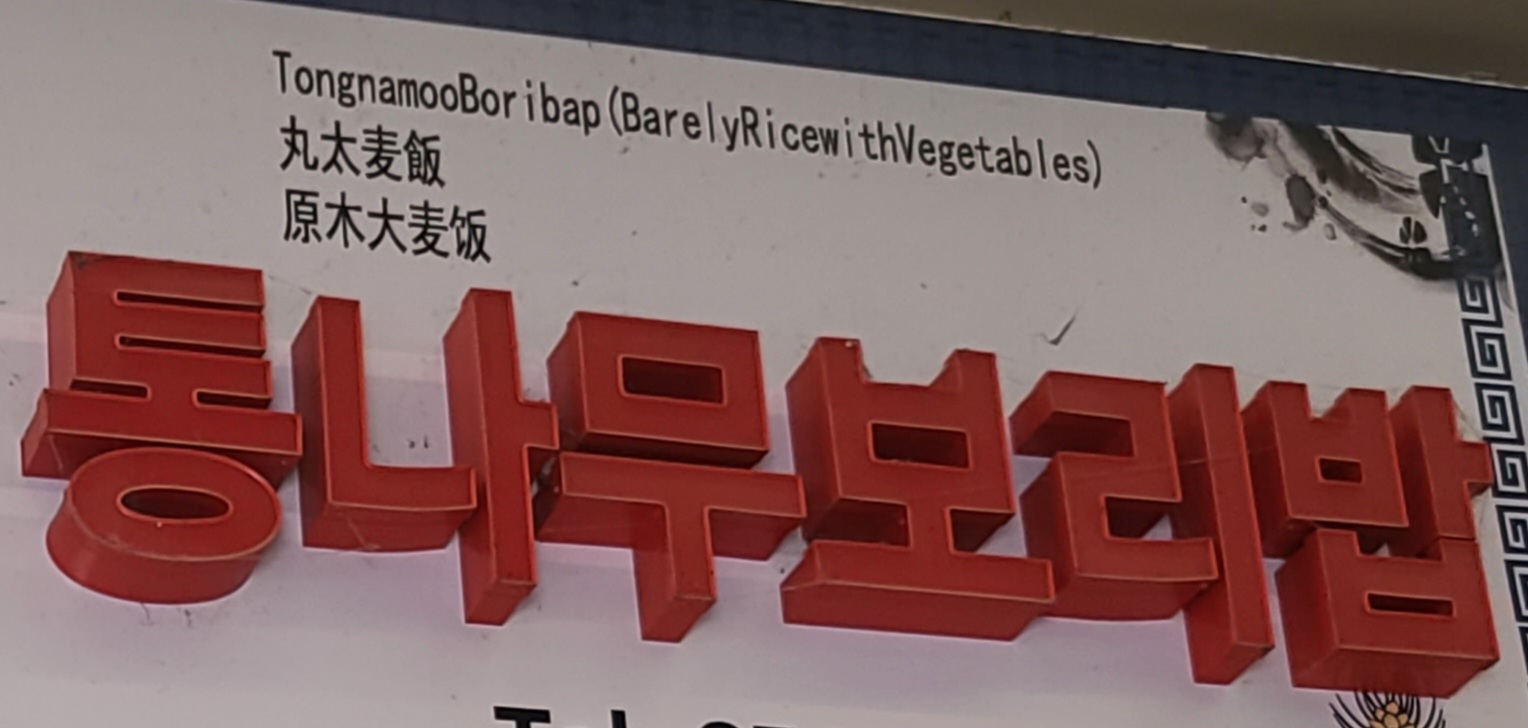 TongnamooBoribap(BarelyRicewithVegetables)
丸太麦飯
原木大麦饭
통나무보리밥